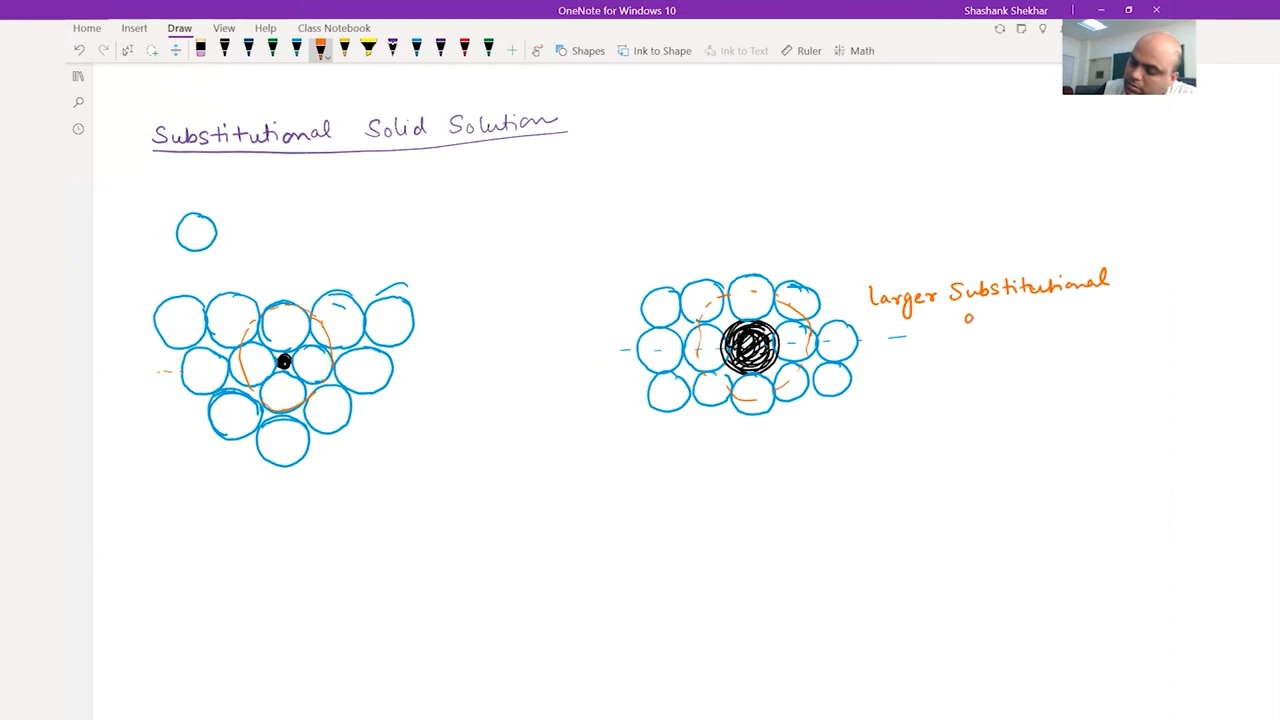 OneNote for Windows 10
Shashank Shekhar
Home Insert Draw View Help Class Notebook
Shapes Ink to Shape Ink to Text Ruler Math
Substitutional Solid Solution
larger Substitutional